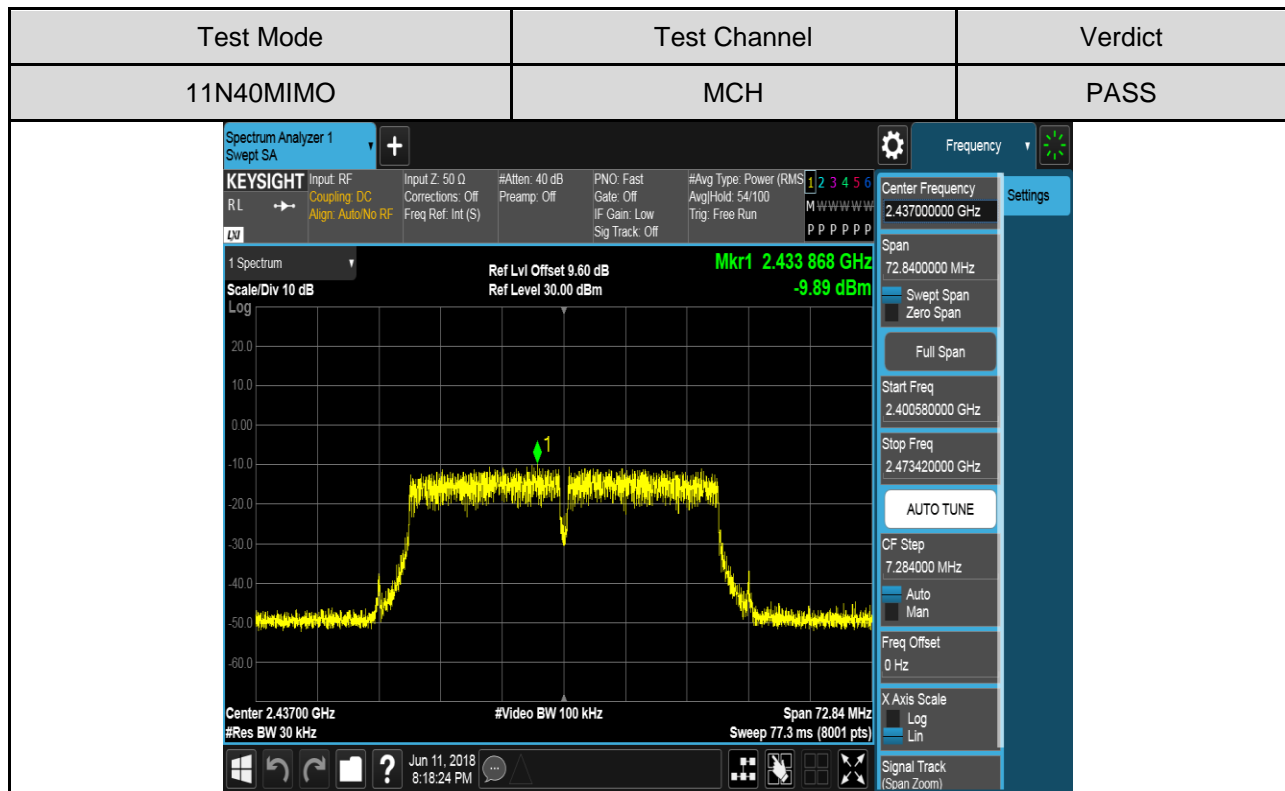 Test Mode Test Channel Verdict
11N40MIMO MCH PASS
Spectrum Analyzer 1
Swept SA
Frequency
KEYSIGHT Input: RF Input Z: 50 Ω #Atten: 40 dB PNO: Fast #Avg Type: Power (RMS 1 2 3 4 5 6
RL Coupling: DC Corrections: Off Preamp: Off Gate: Off Avg|Hold: 54/100 M W W W W W
Align: Auto/No RF Freq Ref: Int (S) IF Gain: Low Trig: Free Run
LXI Sig Track: Off P P P P P P
1 Spectrum
Ref Lvl Offset 9.60 dB
Mkr1 2.433 868 GHz
Scale/Div 10 dB Ref Level 30.00 dBm -9.89 dBm
Log
20.0
10.0
0.00
1
-10.0
-20.0
-30.0
-40.0
-50.0
-60.0
Center 2.43700 GHz #Video BW 100 kHz Span 72.84 MHz
#Res BW 30 kHz Sweep 77.3 ms (8001 pts)
Jun 11, 2018
8:18:24 PM
?
Center Frequency
2.437000000 GHz
Settings
Span
72.8400000 MHz
Swept Span
Zero Span
Full Span
Start Freq
2.400580000 GHz
Stop Freq
2.473420000 GHz
AUTO TUNE
CF Step
7.284000 MHz
Auto
Man
Freq Offset
0 Hz
X Axis Scale
Log
Lin
Signal Track
(Span Zoom)